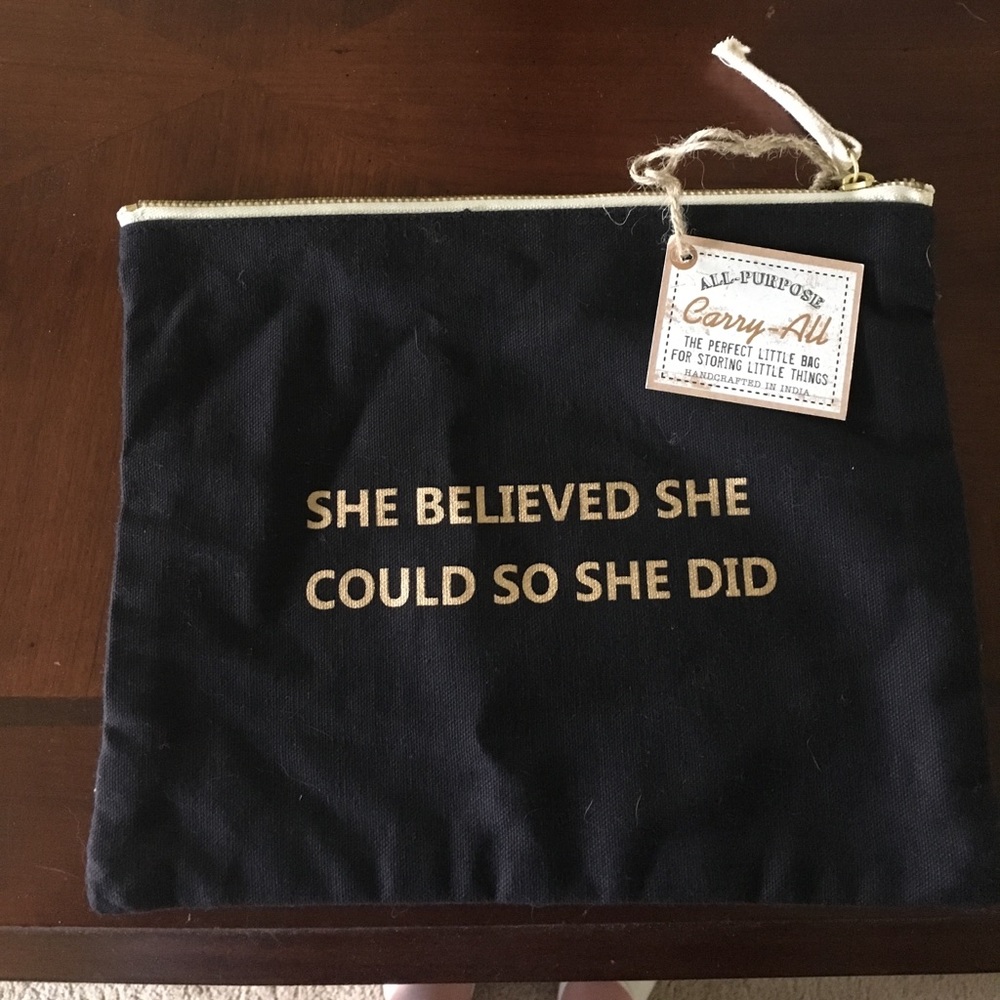 ALL-PURPOSE
Carry-All
THE PERFECT LITTLE BAG
FOR STORING LITTLE THINGS
HANDCRAFTED IN INDIA
SHE BELIEVED SHE
COULD SO SHE DID